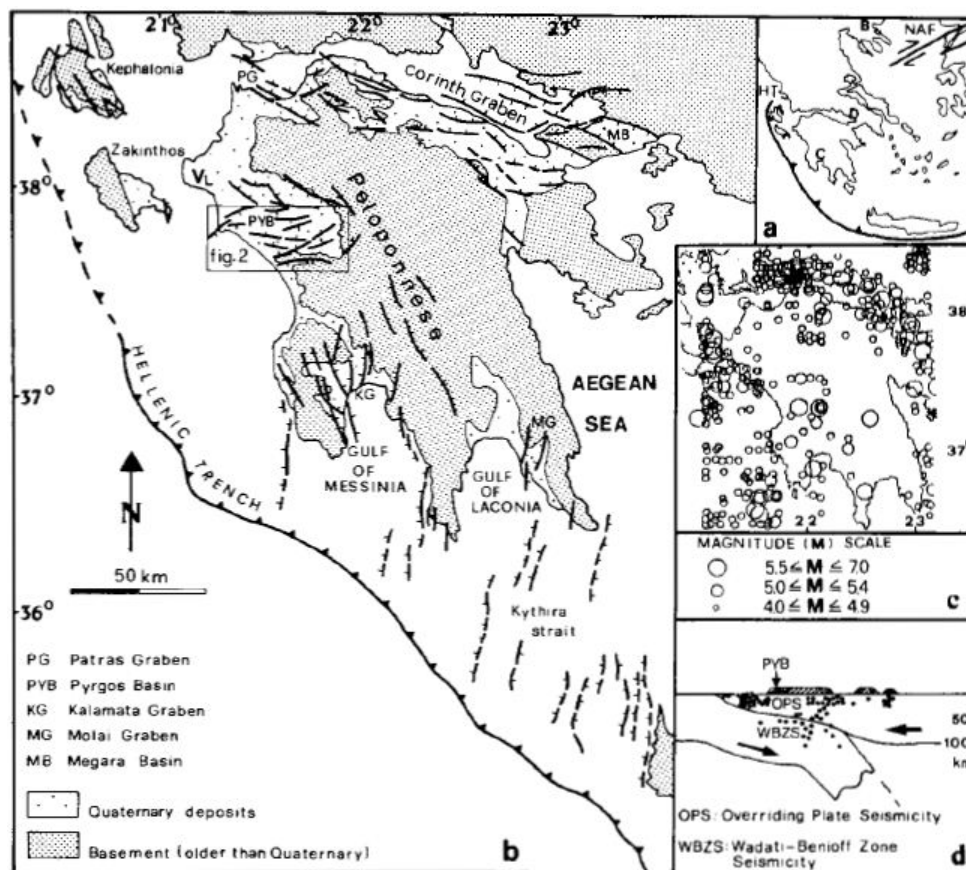 21°
22°
23°
38°
37°
36°
Kephalonia
Zakinthos
PG
Corinth Graben
MB
VL
PYB
fig.2
Peloponnese
KG
MG
GULF
OF
MESSINIA
GULF
OF
LACONIA
AEGEAN
SEA
HELLENIC TRENCH
N
50 km
Kythira
strait
PG Patras Graben
PYB Pyrgos Basin
KG Kalamata Graben
MG Molai Graben
MB Megara Basin
Quaternary deposits
Basement (older than Quaternary)
b
B
NAF
HT
C
a
38
37
22
23
MAGNITUDE (M) SCALE
5.5 ≤ M ≤ 7.0
5.0 ≤ M ≤ 5.4
4.0 ≤ M ≤ 4.9
c
PYB
OPS
WBZS
50
100
km
OPS: Overriding Plate Seismicity
WBZS: Wadati-Benioff Zone
Seismicity
d